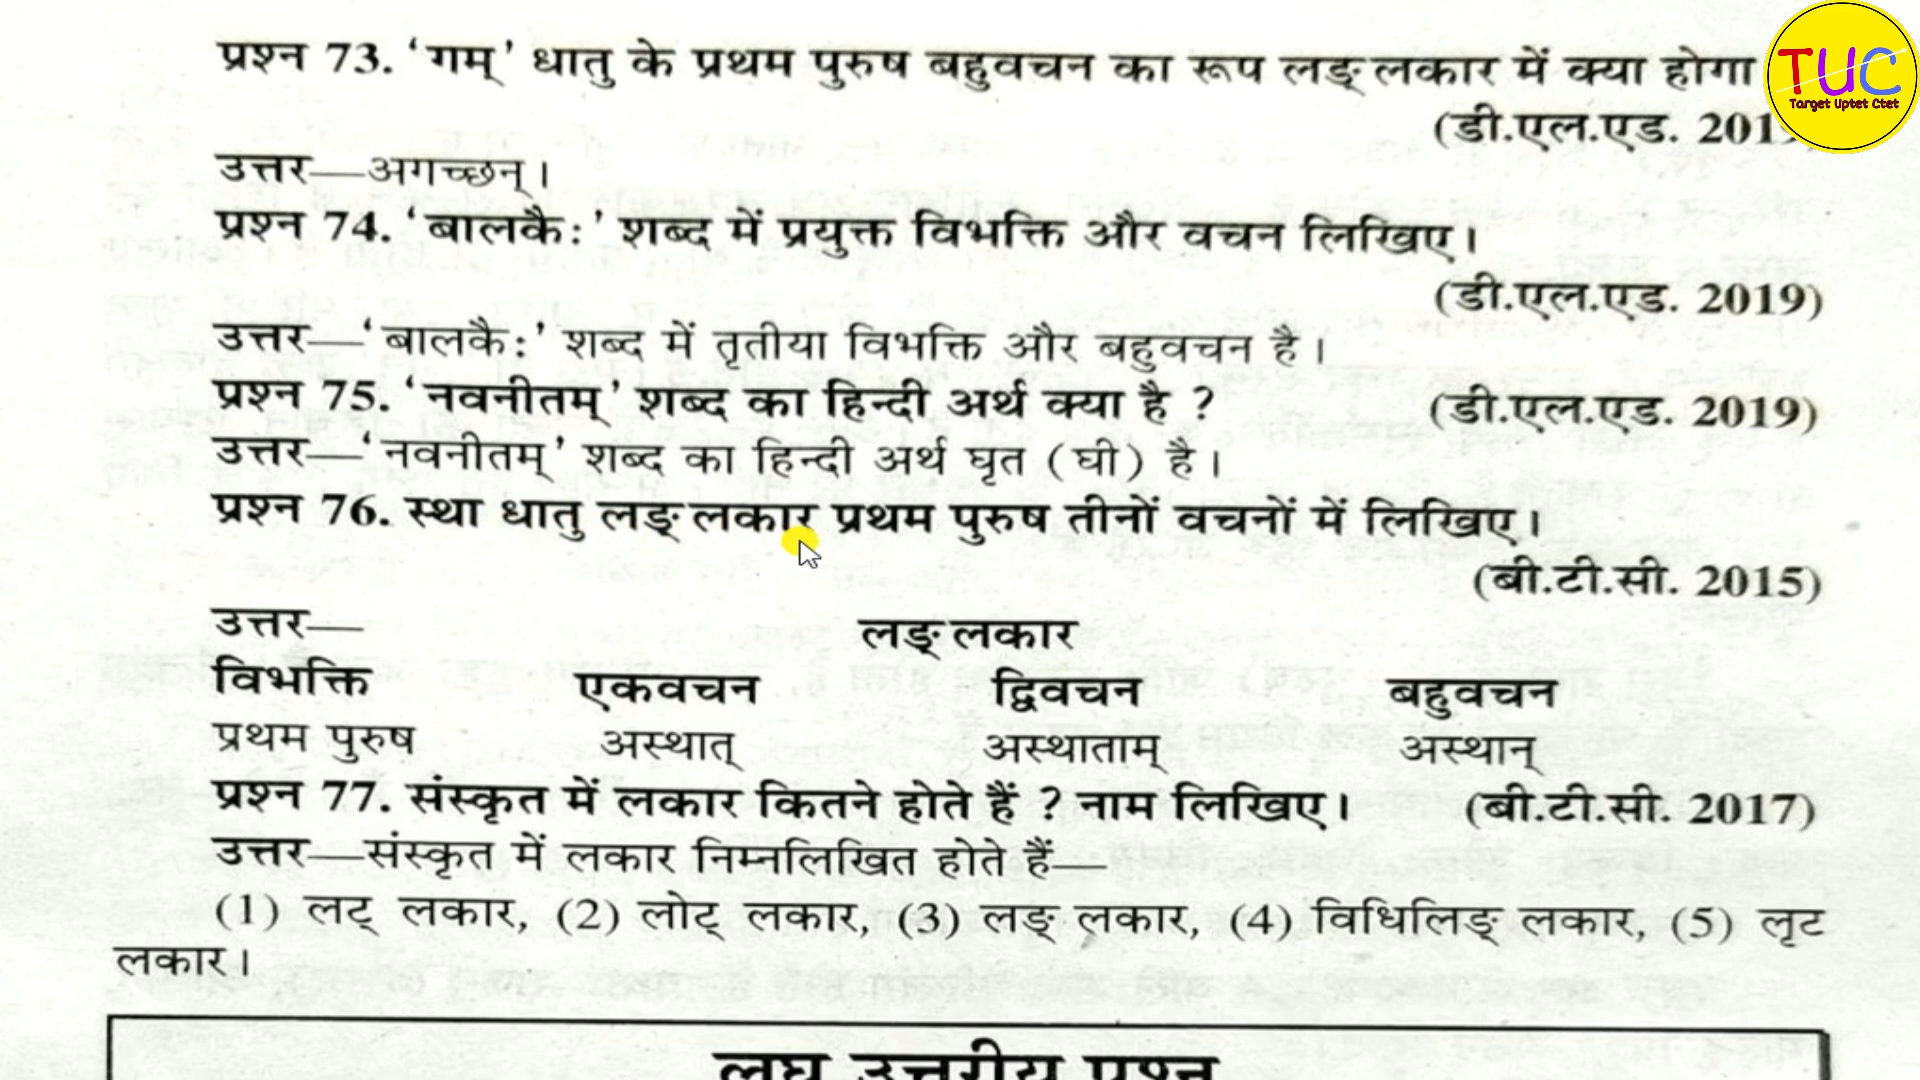 प्रश्न 73. ‘गम्’ धातु के प्रथम पुरुष बहुवचन का रूप लङ् लकार में क्या होगा
TUC
Target Uptet Ctet
(डी.एल.एड.
उत्तर—अगच्छन्।
प्रश्न 74. ‘बालकैः’ शब्द में प्रयुक्त विभक्ति और वचन लिखिए।
(डी.एल.एड. 2019)
उत्तर—‘बालकैः’ शब्द में तृतीया विभक्ति और बहुवचन है।
प्रश्न 75. ‘नवनीतम्’ शब्द का हिन्दी अर्थ क्या है ? (डी.एल.एड. 2019)
उत्तर—‘नवनीतम्’ शब्द का हिन्दी अर्थ घृत (घी) है।
प्रश्न 76. स्था धातु लङ् लकार प्रथम पुरुष तीनों वचनों में लिखिए।
(बी.टी.सी. 2015)
उत्तर— लङ् लकार
विभक्ति एकवचन द्विवचन बहुवचन
प्रथम पुरुष अस्थात् अस्थाताम् अस्थान्
प्रश्न 77. संस्कृत में लकार कितने होते हैं ? नाम लिखिए। (बी.टी.सी. 2017)
उत्तर—संस्कृत में लकार निम्नलिखित होते हैं—
(1) लट् लकार, (2) लोट् लकार, (3) लङ् लकार, (4) विधिलिङ् लकार, (5) लृट
लकार।
लघु उत्तरीय प्रश्न